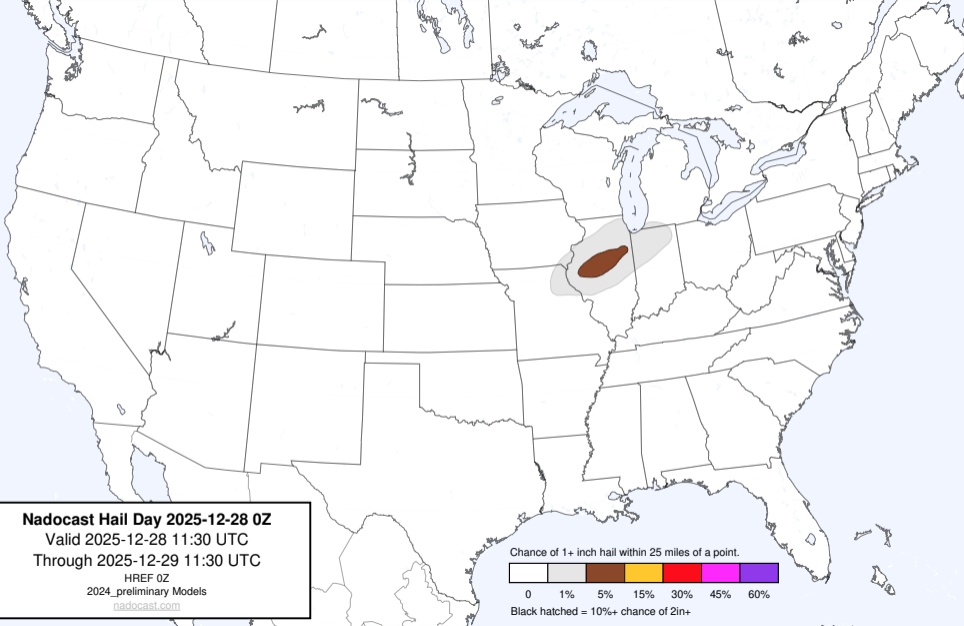 Nadocast Hail Day 2025-12-28 0Z
Valid 2025-12-28 11:30 UTC
Through 2025-12-29 11:30 UTC
HREF 0Z
2024_preliminary Models
nadocast.com
Chance of 1+ inch hail within 25 miles of a point.
0 1% 5% 15% 30% 45% 60%
Black hatched = 10%+ chance of 2in+